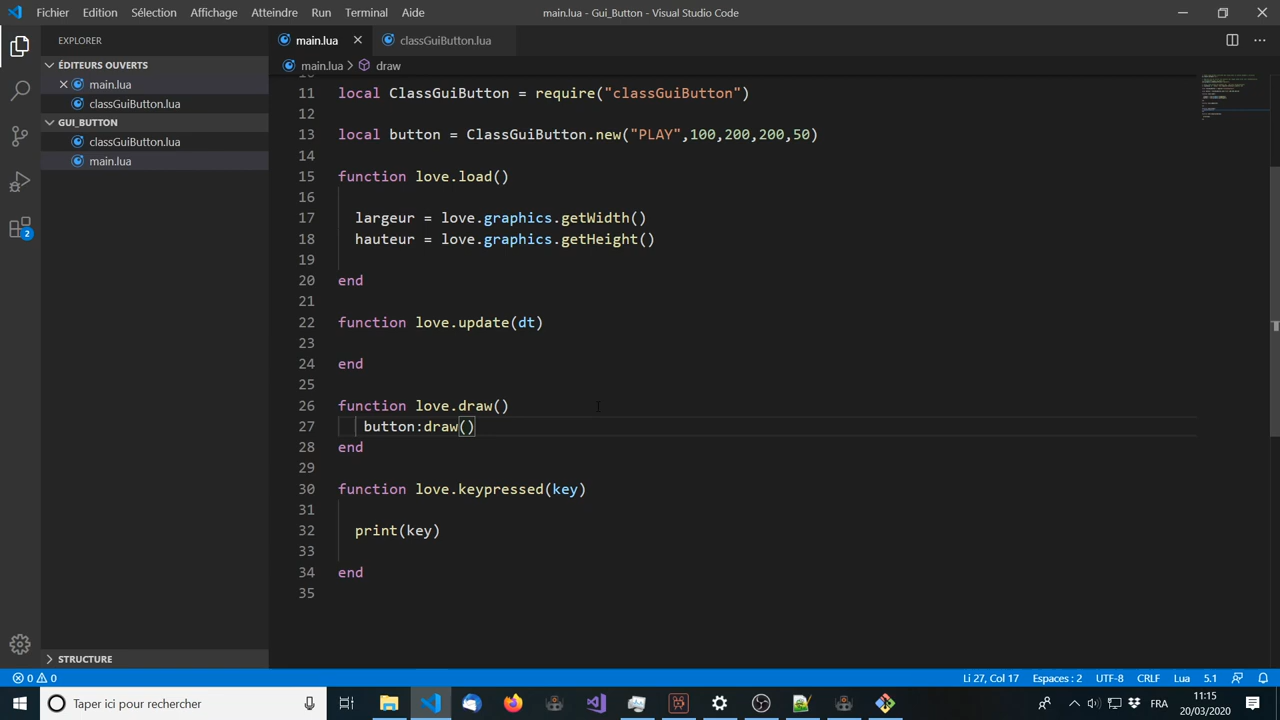 Fichier Edition Sélection Affichage Atteindre Run Terminal Aide main.lua - Gui_Button - Visual Studio Code
EXPLORER
main.lua classGuiButton.lua
ÉDITEURS OUVERTS
main.lua > draw
main.lua
classGuiButton.lua
GUI_BUTTON
classGuiButton.lua
main.lua
11 local ClassGuiButton = require("classGuiButton")
12
13 local button = ClassGuiButton.new("PLAY",100,200,200,50)
14
15 function love.load()
16
17 largeur = love.graphics.getWidth()
18 hauteur = love.graphics.getHeight()
19
20 end
21
22 function love.update(dt)
23
24 end
25
26 function love.draw()
27 button:draw()
28 end
29
30 function love.keypressed(key)
31
32 print(key)
33
34 end
35
2
STRUCTURE
0 0 Li 27, Col 17 Espaces : 2 UTF-8 CRLF Lua 5.1
Taper ici pour rechercher
FRA
11:15
20/03/2020